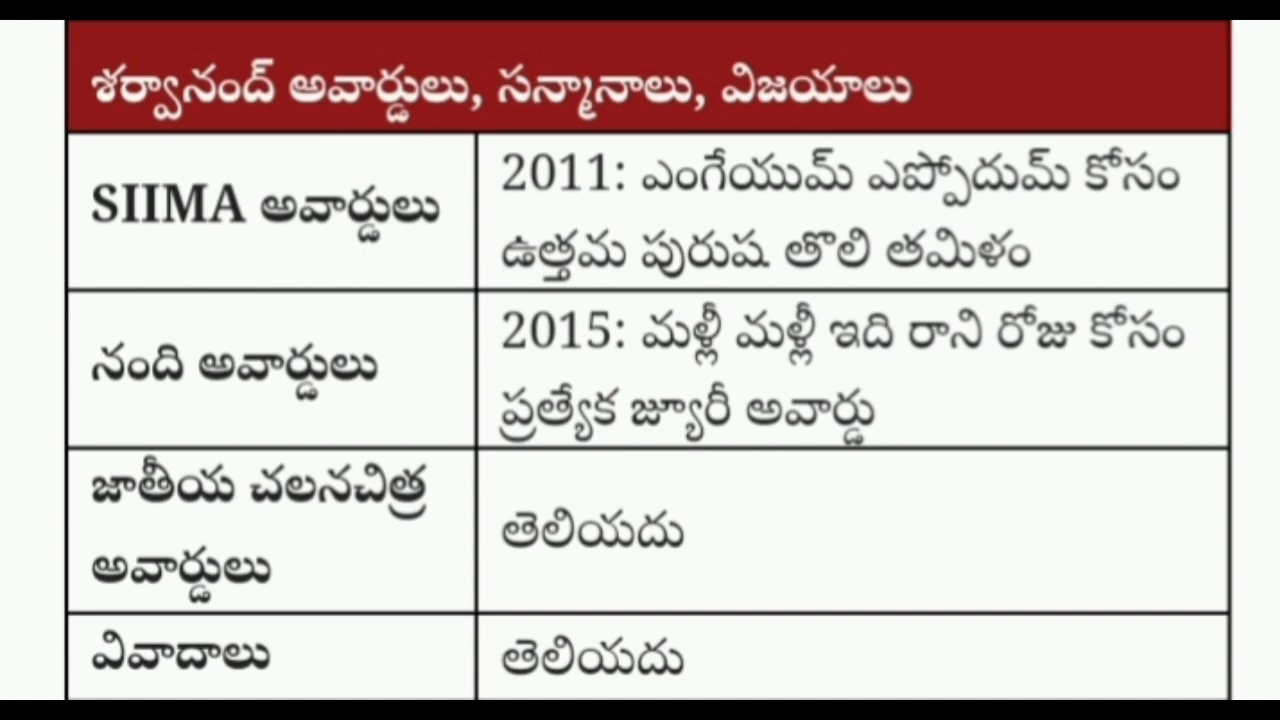 శర్వానంద్ అవార్డులు, సన్మానాలు, విజయాలు
SIIMA అవార్డులు
2011: ఎంగేయుమ్ ఎప్పోదుమ్ కోసం
ఉత్తమ పురుష తొలి తమిళం
నంది అవార్డులు
2015: మళ్లీ మళ్లీ ఇది రాని రోజు కోసం
ప్రత్యేక జ్యూరీ అవార్డు
జాతీయ చలనచిత్ర
అవార్డులు
తెలియదు
వివాదాలు
తెలియదు